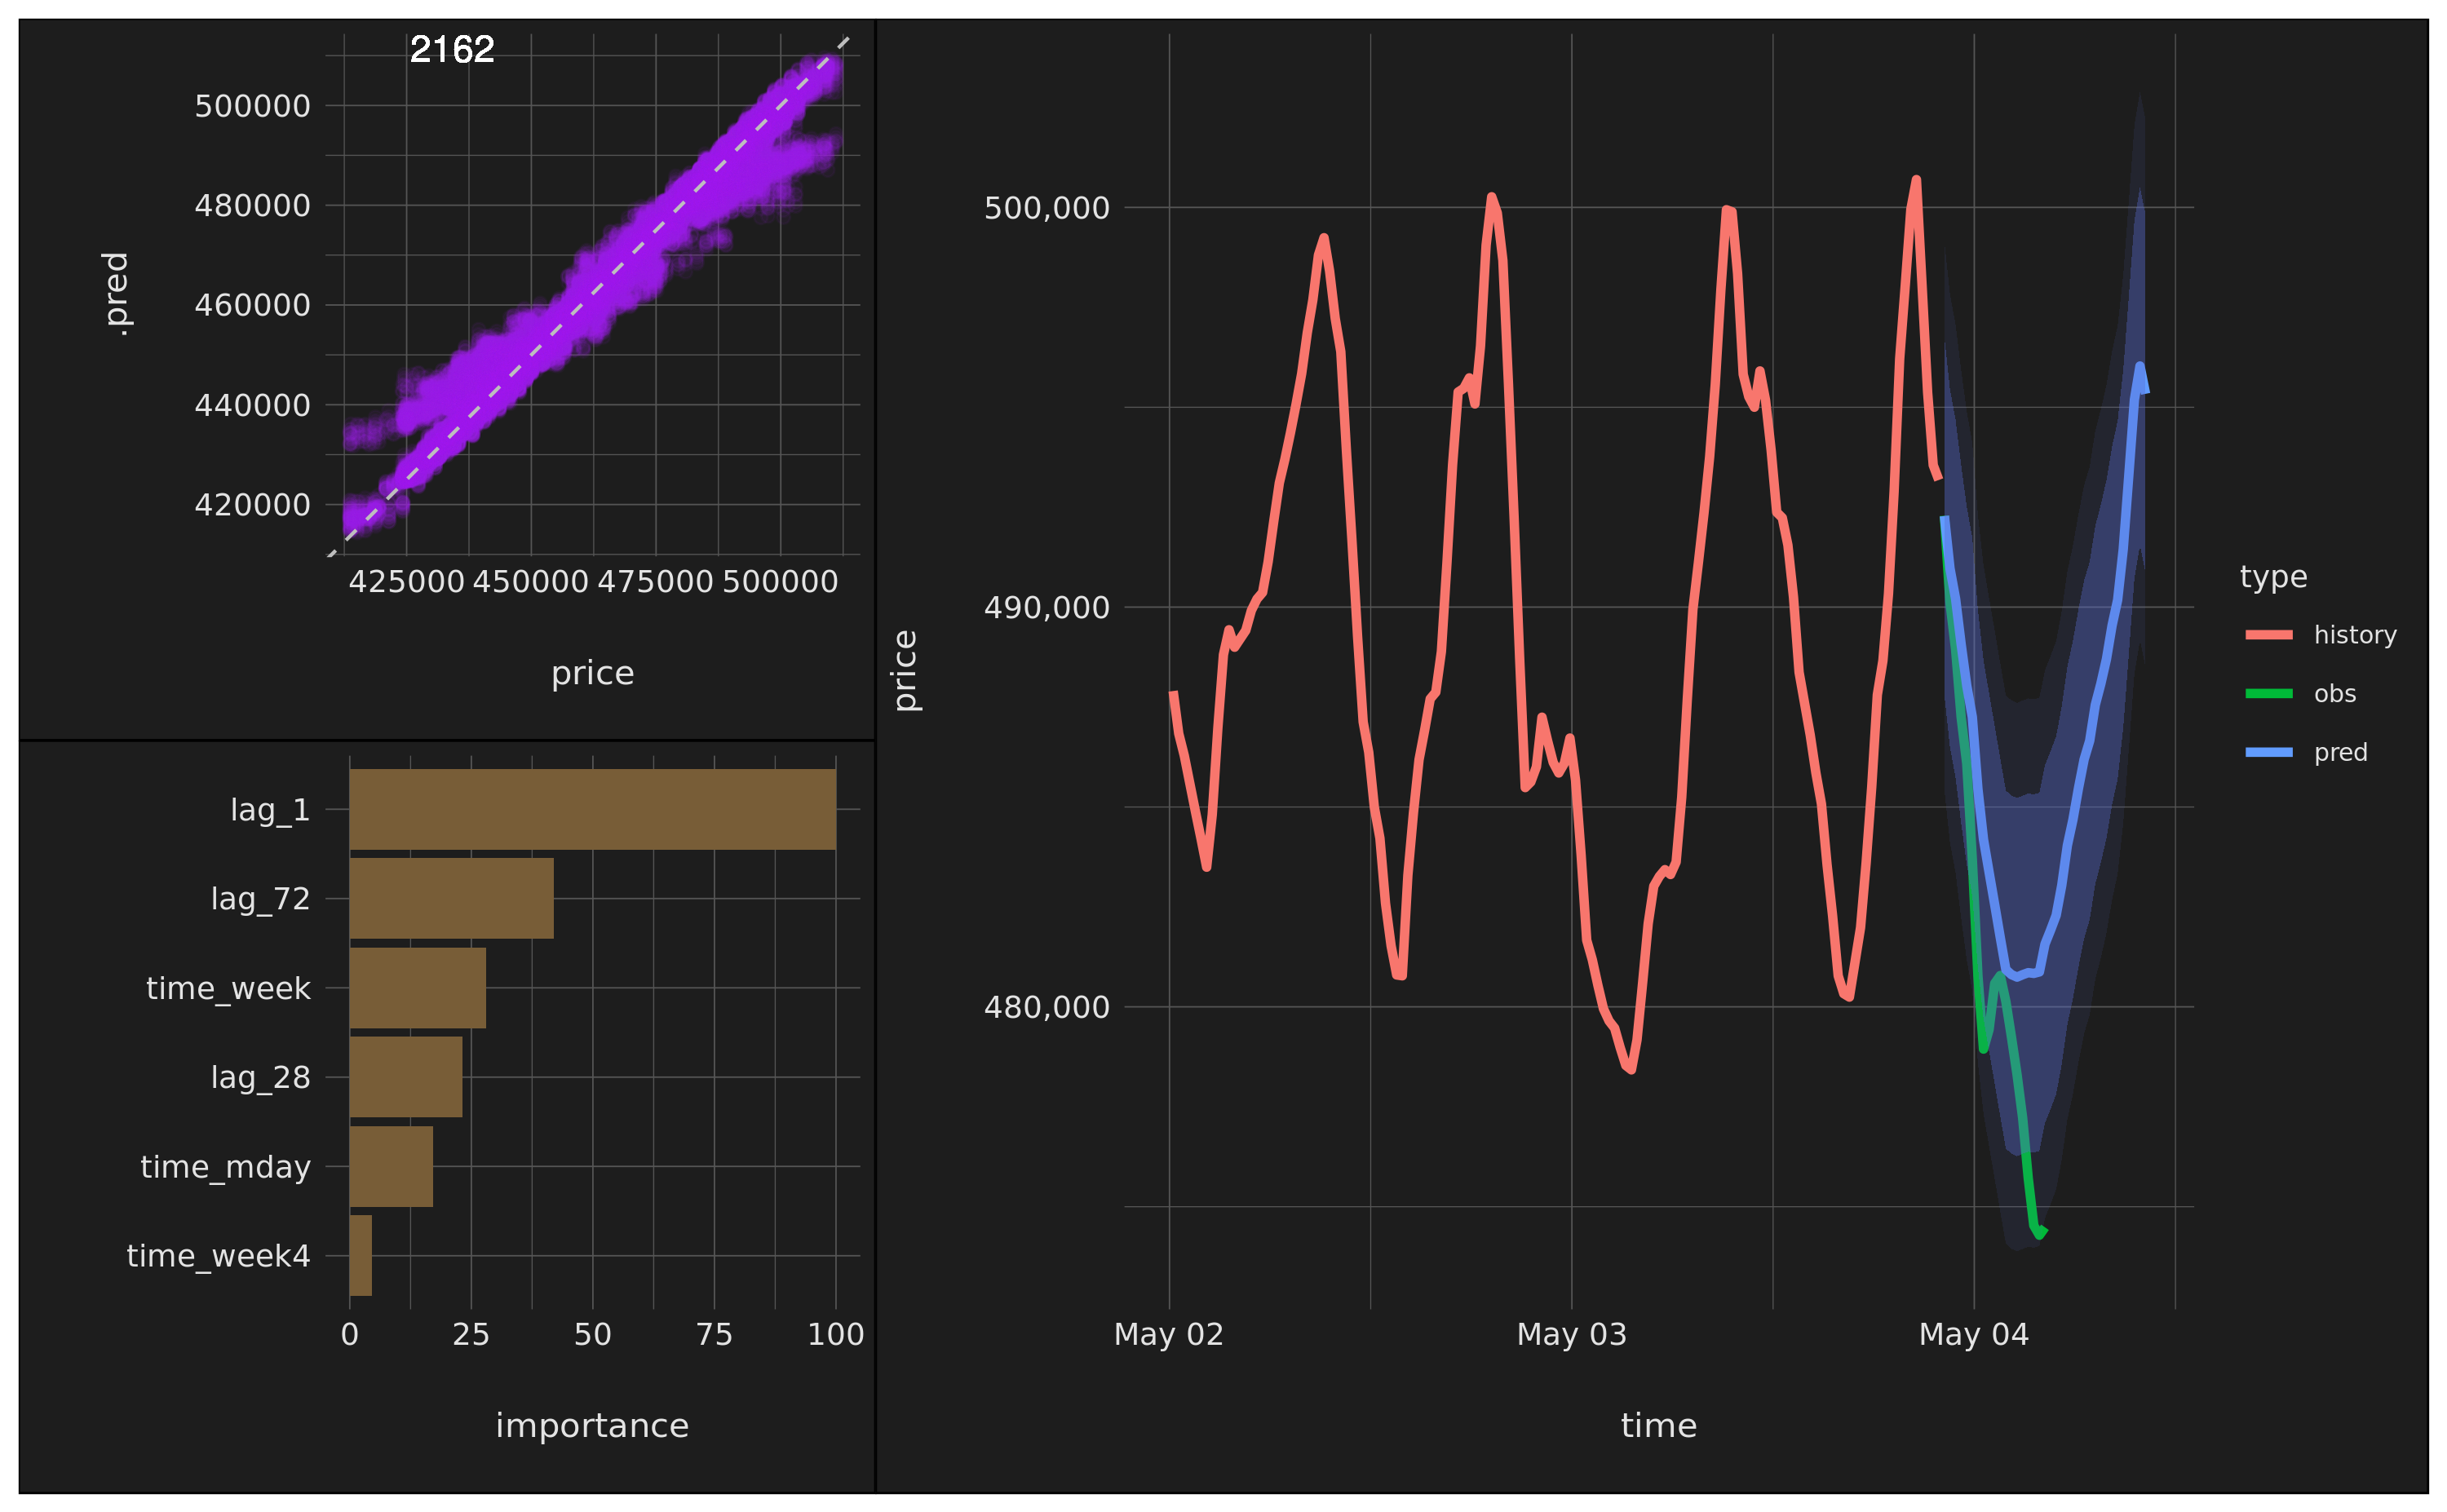 2162
500000
480000
460000
440000
420000
.pred
425000 450000 475000 500000
price
lag_1
lag_72
time_week
lag_28
time_mday
time_week4
0 25 50 75 100
importance
500,000
490,000
480,000
price
May 02 May 03 May 04
time
type
history
obs
pred